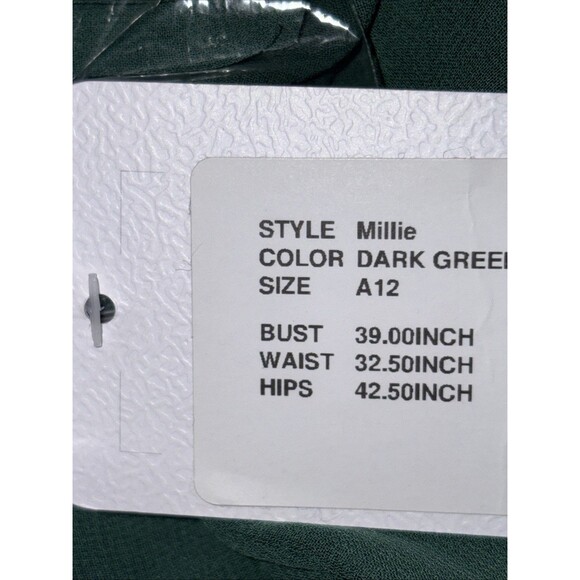 STYLE Millie
COLOR DARK GREE
SIZE A12
BUST 39.00INCH
WAIST 32.50INCH
HIPS 42.50INCH